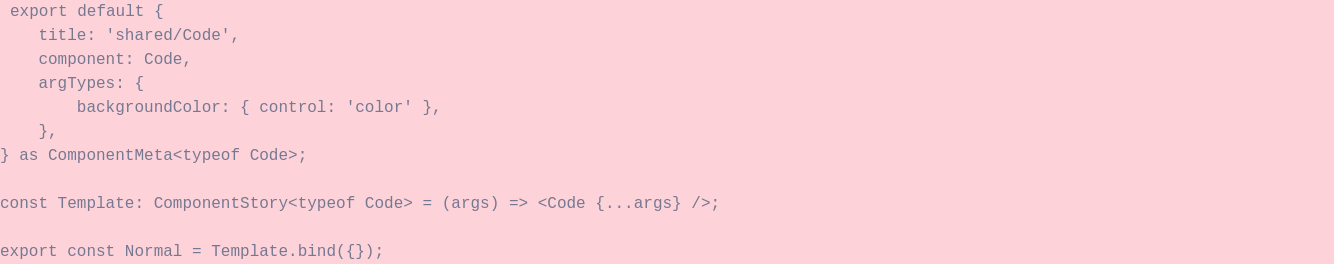 export default {
    title: 'shared/Code',
    component: Code,
    argTypes: {
        backgroundColor: { control: 'color' },
    },
} as ComponentMeta<typeof Code>;

const Template: ComponentStory<typeof Code> = (args) => <Code {...args} />;

export const Normal = Template.bind({});